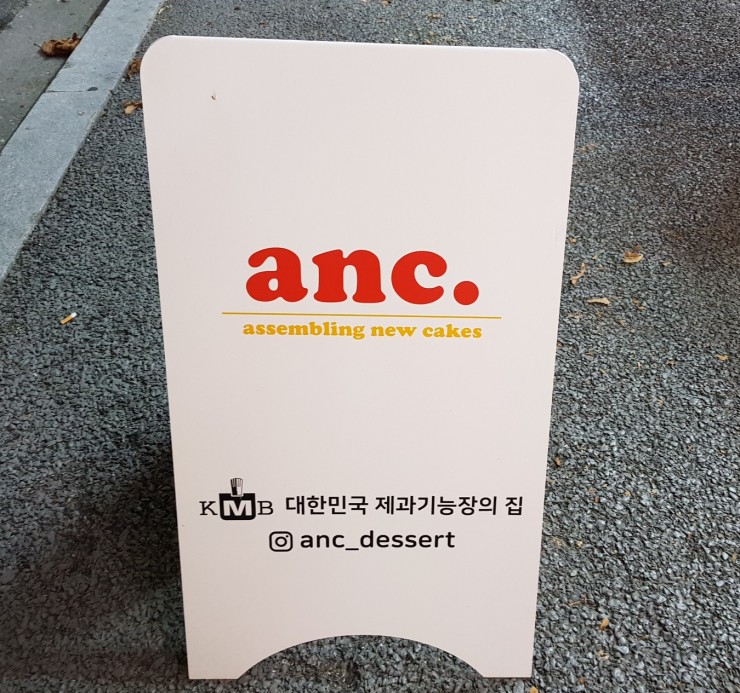 anc.
assembling new cakes
KMB 대한민국 제과기능장의 집
anc_dessert